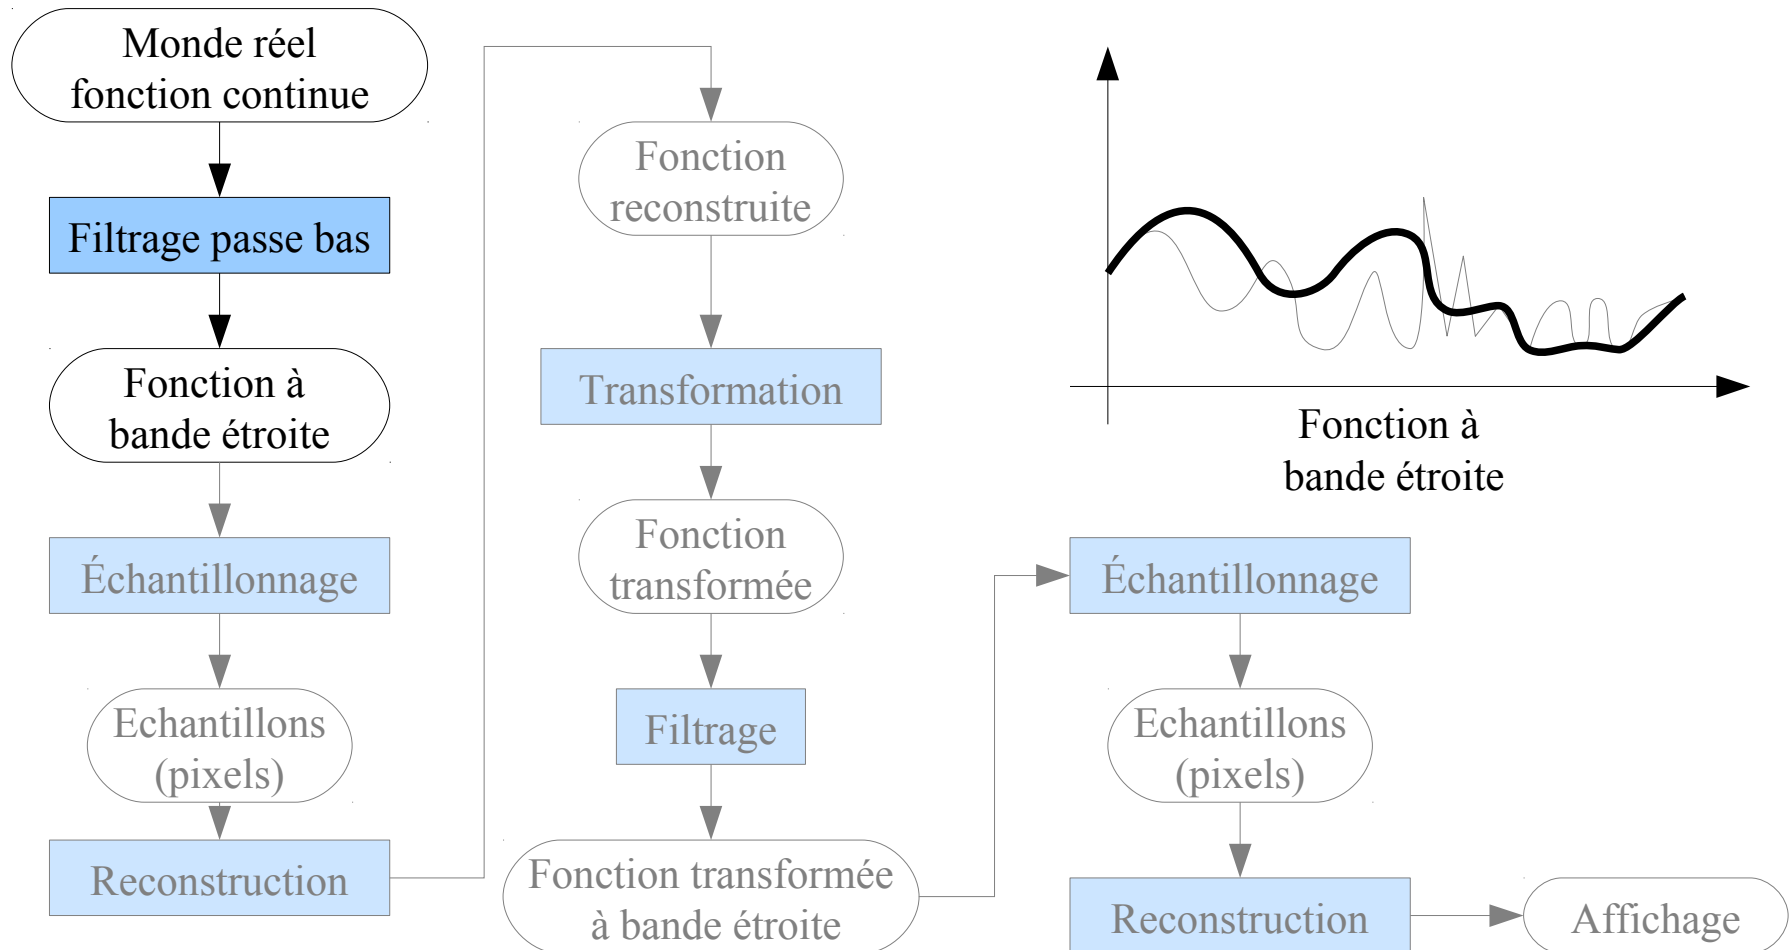 Monde réel
fonction continue
Filtrage passe bas
Fonction à
bande étroite
Échantillonnage
Echantillons
(pixels)
Reconstruction
Fonction
reconstruite
Transformation
Fonction
transformée
Filtrage
Fonction transformée
à bande étroite
Fonction à
bande étroite
Échantillonnage
Echantillons
(pixels)
Reconstruction
Affichage